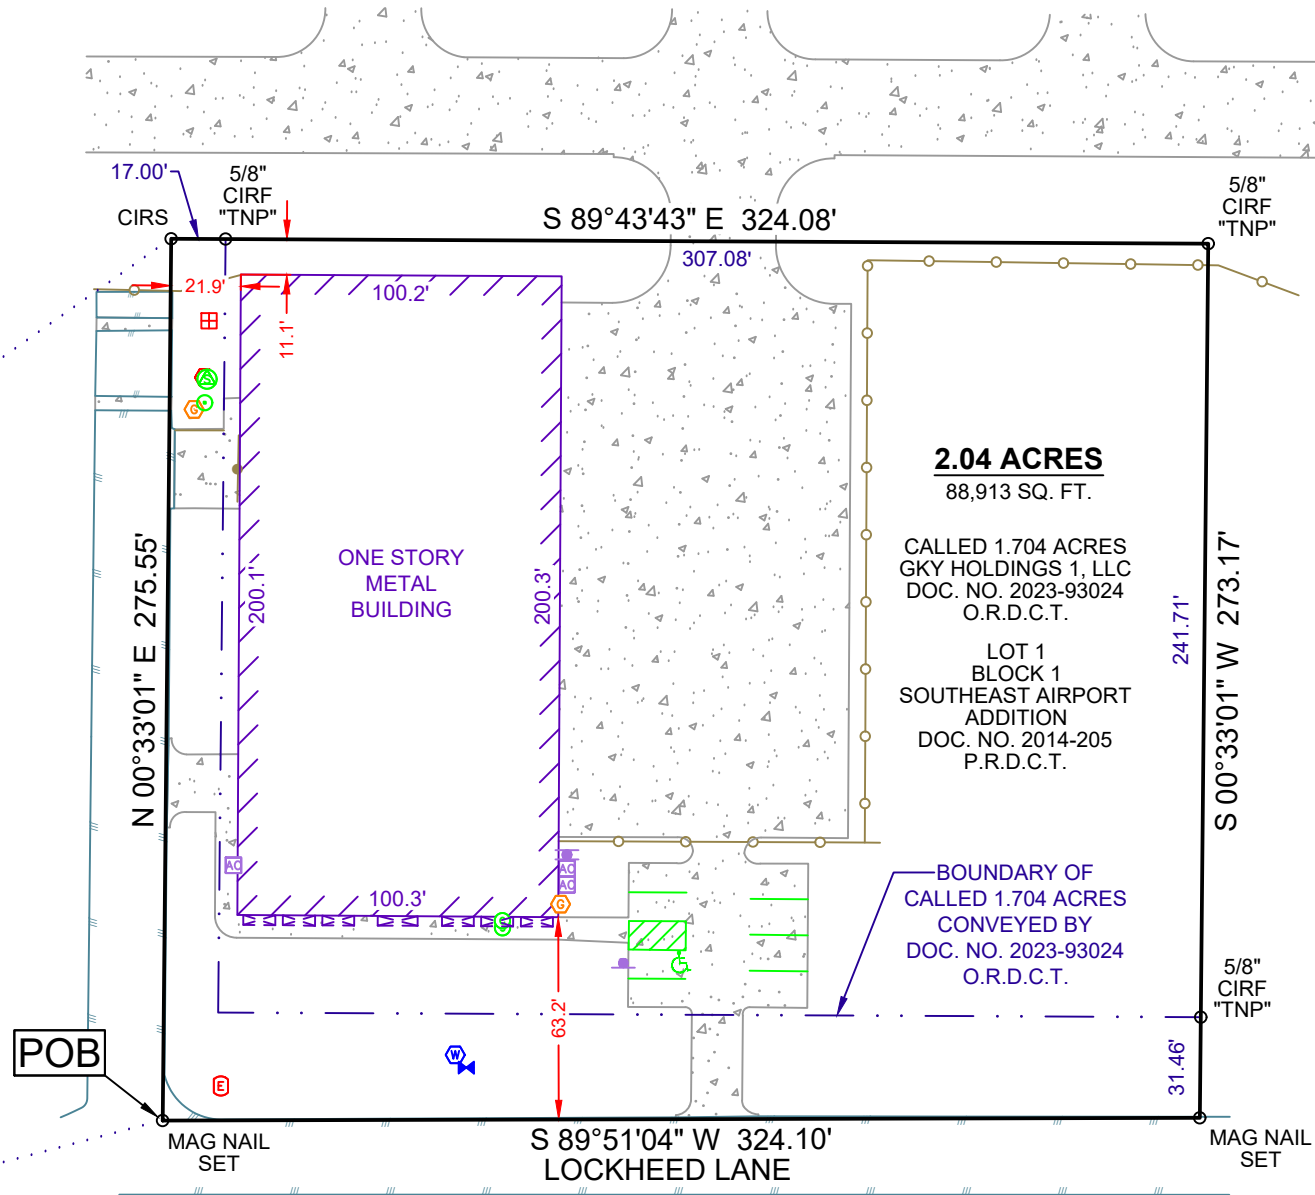 17.00'
5/8"
CIRF
"TNP"
CIRS
S 89°43'43" E 324.08'
307.08'
5/8"
CIRF
"TNP"
21.9'
100.2'
11.1'
S
G
2.04 ACRES
88,913 SQ. FT.
CALLED 1.704 ACRES
GKY HOLDINGS 1, LLC
DOC. NO. 2023-93024
O.R.D.C.T.
LOT 1
BLOCK 1
SOUTHEAST AIRPORT
ADDITION
DOC. NO. 2014-205
P.R.D.C.T.
ONE STORY
METAL
BUILDING
200.1'
200.3'
N 00°33'01" E 275.55'
241.71'
S 00°33'01" W 273.17'
AC
AC
AC
G
100.3'
BOUNDARY OF
CALLED 1.704 ACRES
CONVEYED BY
DOC. NO. 2023-93024
O.R.D.C.T.
5/8"
CIRF
"TNP"
63.2'
31.46'
POB
W
E
MAG NAIL
SET
S 89°51'04" W 324.10'
LOCKHEED LANE
MAG NAIL
SET